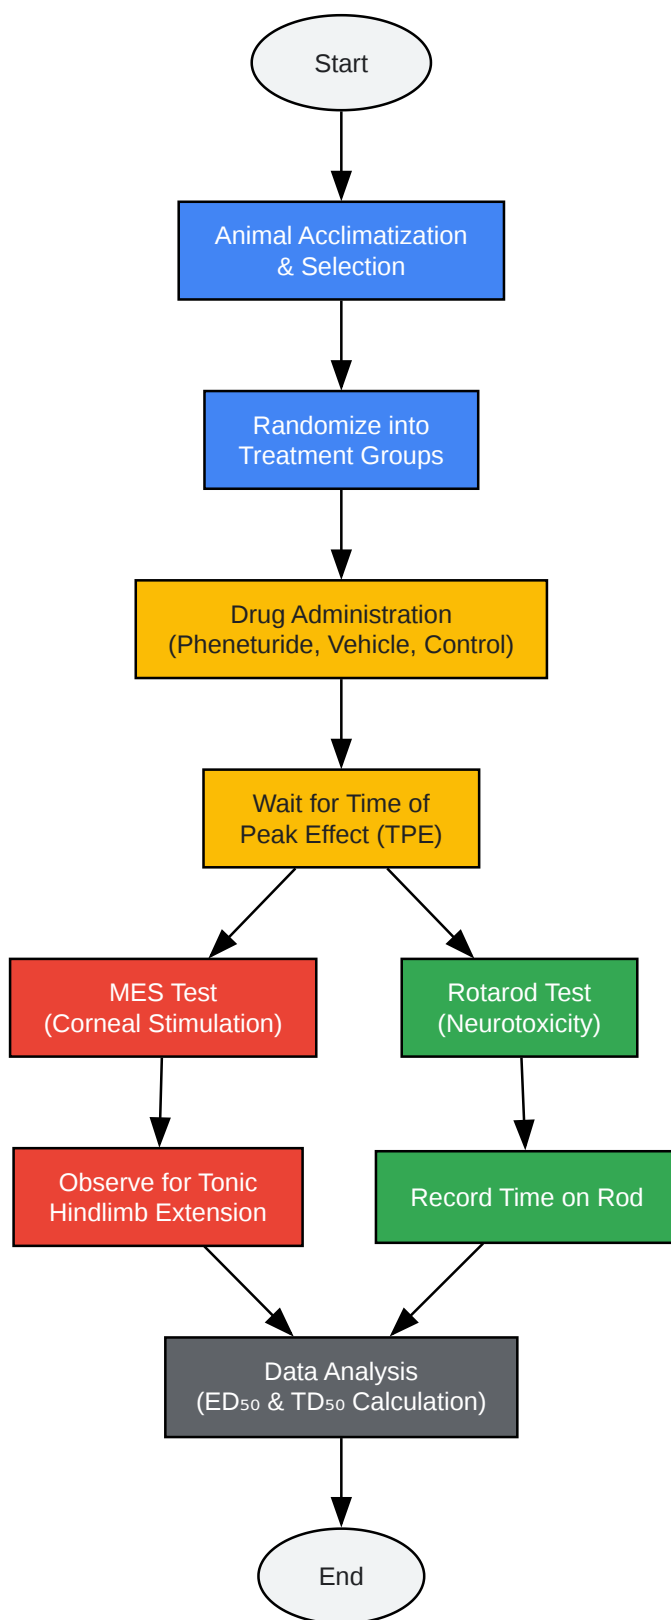 Start
Animal Acclimatization
& Selection
Randomize into
Treatment Groups
Drug Administration
(Pheneturide, Vehicle, Control)
Wait for Time of
Peak Effect (TPE)
MES Test
(Corneal Stimulation)
Rotarod Test
(Neurotoxicity)
Observe for Tonic
Hindlimb Extension
Record Time on Rod
Data Analysis
(ED₅₀ & TD₅₀ Calculation)
End